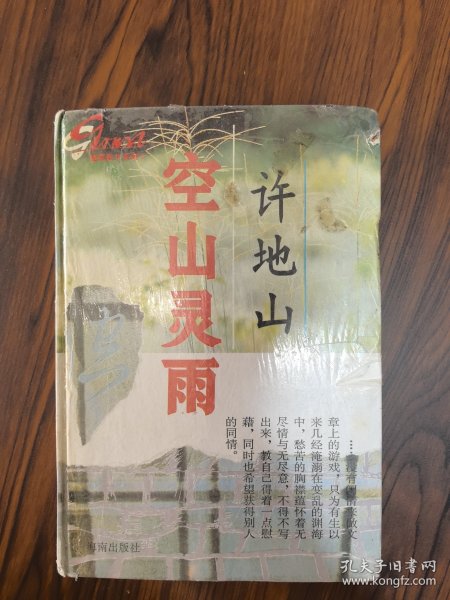 空山灵雨
许地山
章上的游戏，只为有生以
来几经淹溺在变乱的渊海
中，愁苦的胸襟蕴怀着无
尽情与无尽意，不得不写
出来，教自己得着一点慰
藉，同时也希望获得别人
的同情。
海南出版社
孔夫子旧书网
book.kongfz.com